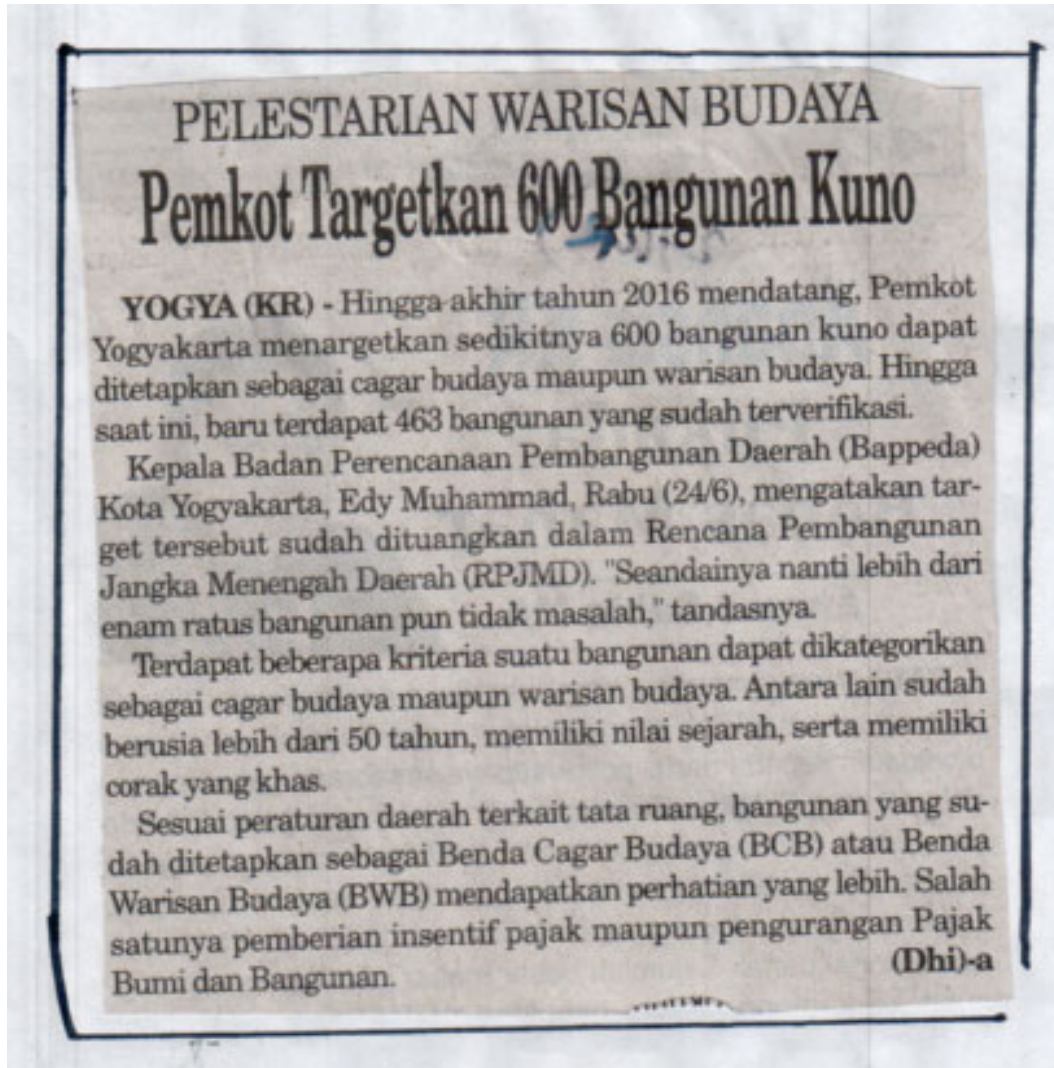 PELESTARIAN WARISAN BUDAYA
Pemkot Targetkan 600 Bangunan Kuno
YOGYA (KR) - Hingga akhir tahun 2016 mendatang, Pemkot
Yogyakarta menargetkan sedikitnya 600 bangunan kuno dapat
ditetapkan sebagai cagar budaya maupun warisan budaya. Hingga
saat ini, baru terdapat 463 bangunan yang sudah terverifikasi.
Kepala Badan Perencanaan Pembangunan Daerah (Bappeda)
Kota Yogyakarta, Edy Muhammad, Rabu (24/6), mengatakan tar-
get tersebut sudah dituangkan dalam Rencana Pembangunan
Jangka Menengah Daerah (RPJMD). "Seandainya nanti lebih dari
enam ratus bangunan pun tidak masalah," tandasnya.
Terdapat beberapa kriteria suatu bangunan dapat dikategorikan
sebagai cagar budaya maupun warisan budaya. Antara lain sudah
berusia lebih dari 50 tahun, memiliki nilai sejarah, serta memiliki
corak yang khas.
Sesuai peraturan daerah terkait tata ruang, bangunan yang su-
dah ditetapkan sebagai Benda Cagar Budaya (BCB) atau Benda
Warisan Budaya (BWB) mendapatkan perhatian yang lebih. Salah
satunya pemberian insentif pajak maupun pengurangan Pajak
Bumi dan Bangunan. (Dhi)-a